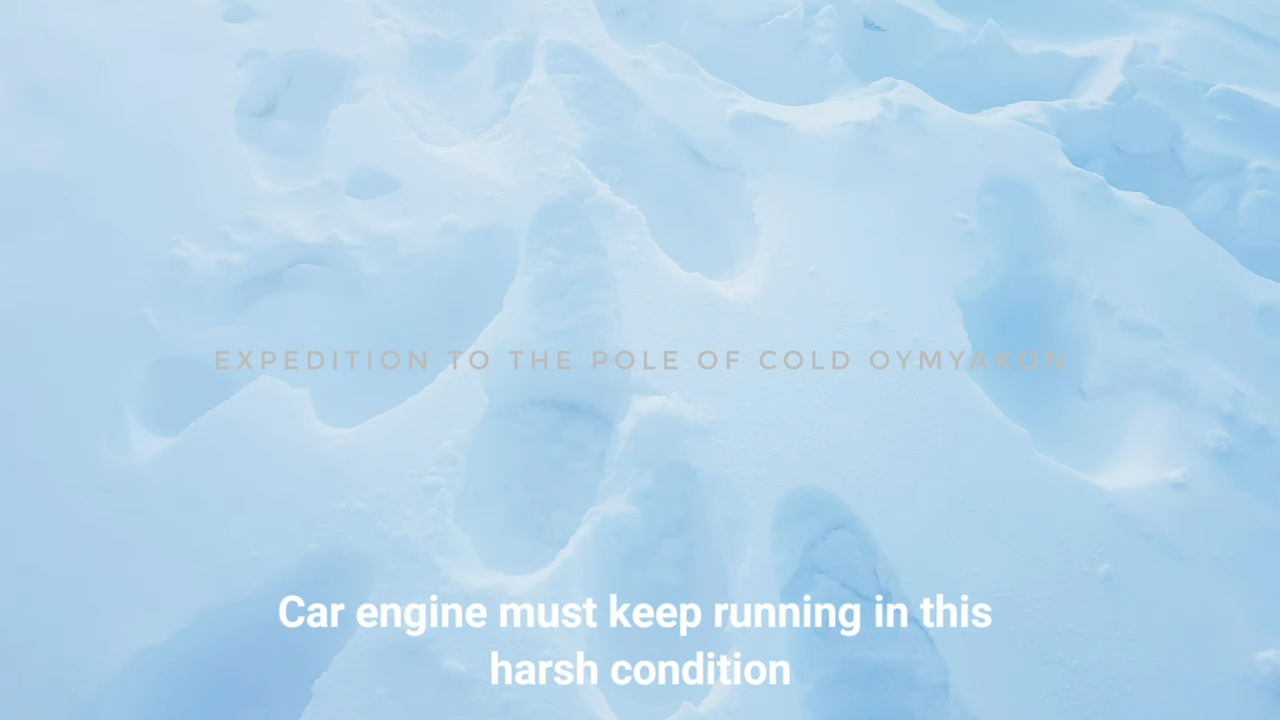 EXPEDITION TO THE POLE OF COLD OYMYAKON
Car engine must keep running in this
harsh condition